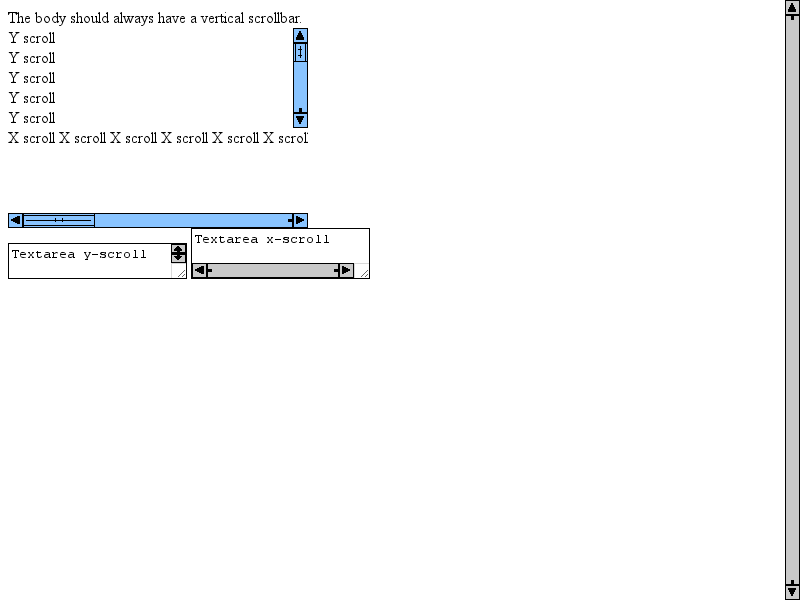 The body should always have a vertical scrollbar.
Y scroll
Y scroll
Y scroll
Y scroll
Y scroll
X scroll X scroll X scroll X scroll X scroll X scrol
Textarea y-scroll
Textarea x-scroll